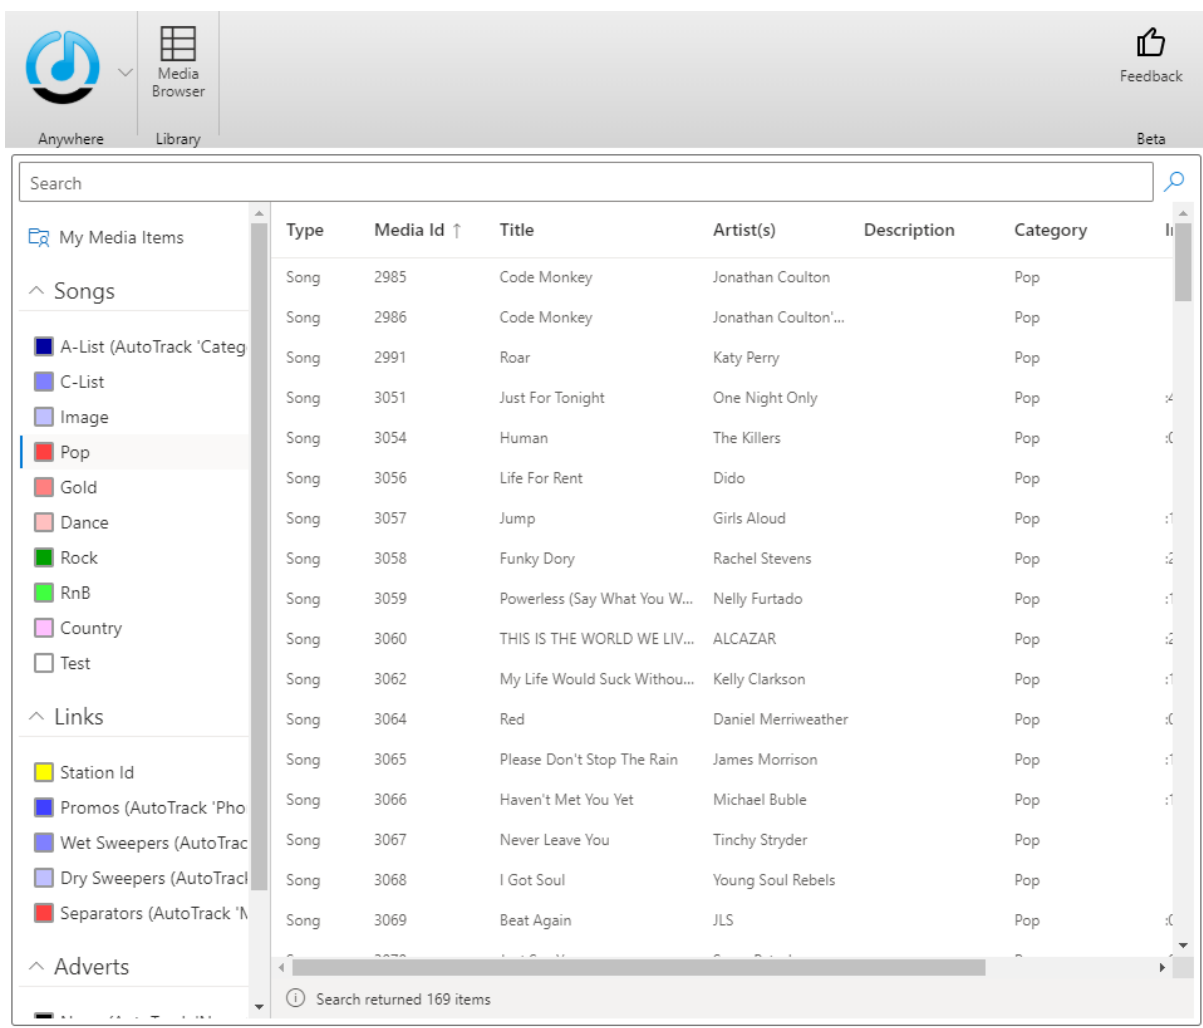 Media
Browser
Feedback
Anywhere
Library
Beta
Search
My Media Items
Songs
A-List (AutoTrack 'Categ
C-List
Image
Pop
Gold
Dance
Rock
RnB
Country
Test
Links
Station Id
Promos (AutoTrack 'Pho
Wet Sweepers (AutoTrac
Dry Sweepers (AutoTrac
Separators (AutoTrack '
Adverts
Type Media Id ↑ Title Artist(s) Description Category
Song 2985 Code Monkey Jonathan Coulton Pop
Song 2986 Code Monkey Jonathan Coulton'... Pop
Song 2991 Roar Katy Perry Pop
Song 3051 Just For Tonight One Night Only Pop
Song 3054 Human The Killers Pop
Song 3056 Life For Rent Dido Pop
Song 3057 Jump Girls Aloud Pop
Song 3058 Funky Dory Rachel Stevens Pop
Song 3059 Powerless (Say What You W... Nelly Furtado Pop
Song 3060 THIS IS THE WORLD WE LIV... ALCAZAR Pop
Song 3062 My Life Would Suck Withou... Kelly Clarkson Pop
Song 3064 Red Daniel Merriweather Pop
Song 3065 Please Don't Stop The Rain James Morrison Pop
Song 3066 Haven't Met You Yet Michael Buble Pop
Song 3067 Never Leave You Tinchy Stryder Pop
Song 3068 I Got Soul Young Soul Rebels Pop
Song 3069 Beat Again JLS Pop
Search returned 169 items